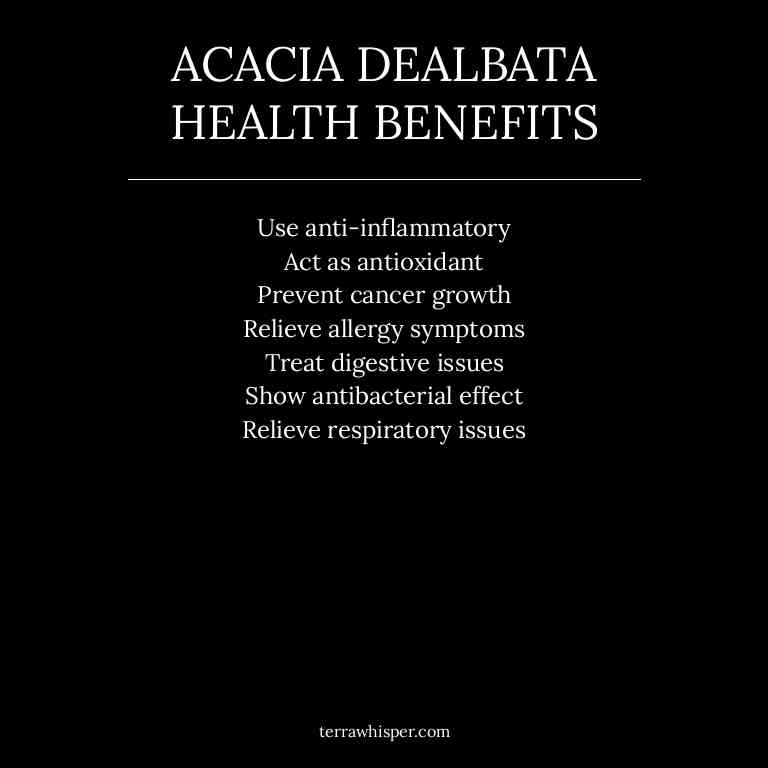 ACACIA DEALBATA
HEALTH BENEFITS
Use anti-inflammatory
Act as antioxidant
Prevent cancer growth
Relieve allergy symptoms
Treat digestive issues
Show antibacterial effect
Relieve respiratory issues
terrawhisper.com